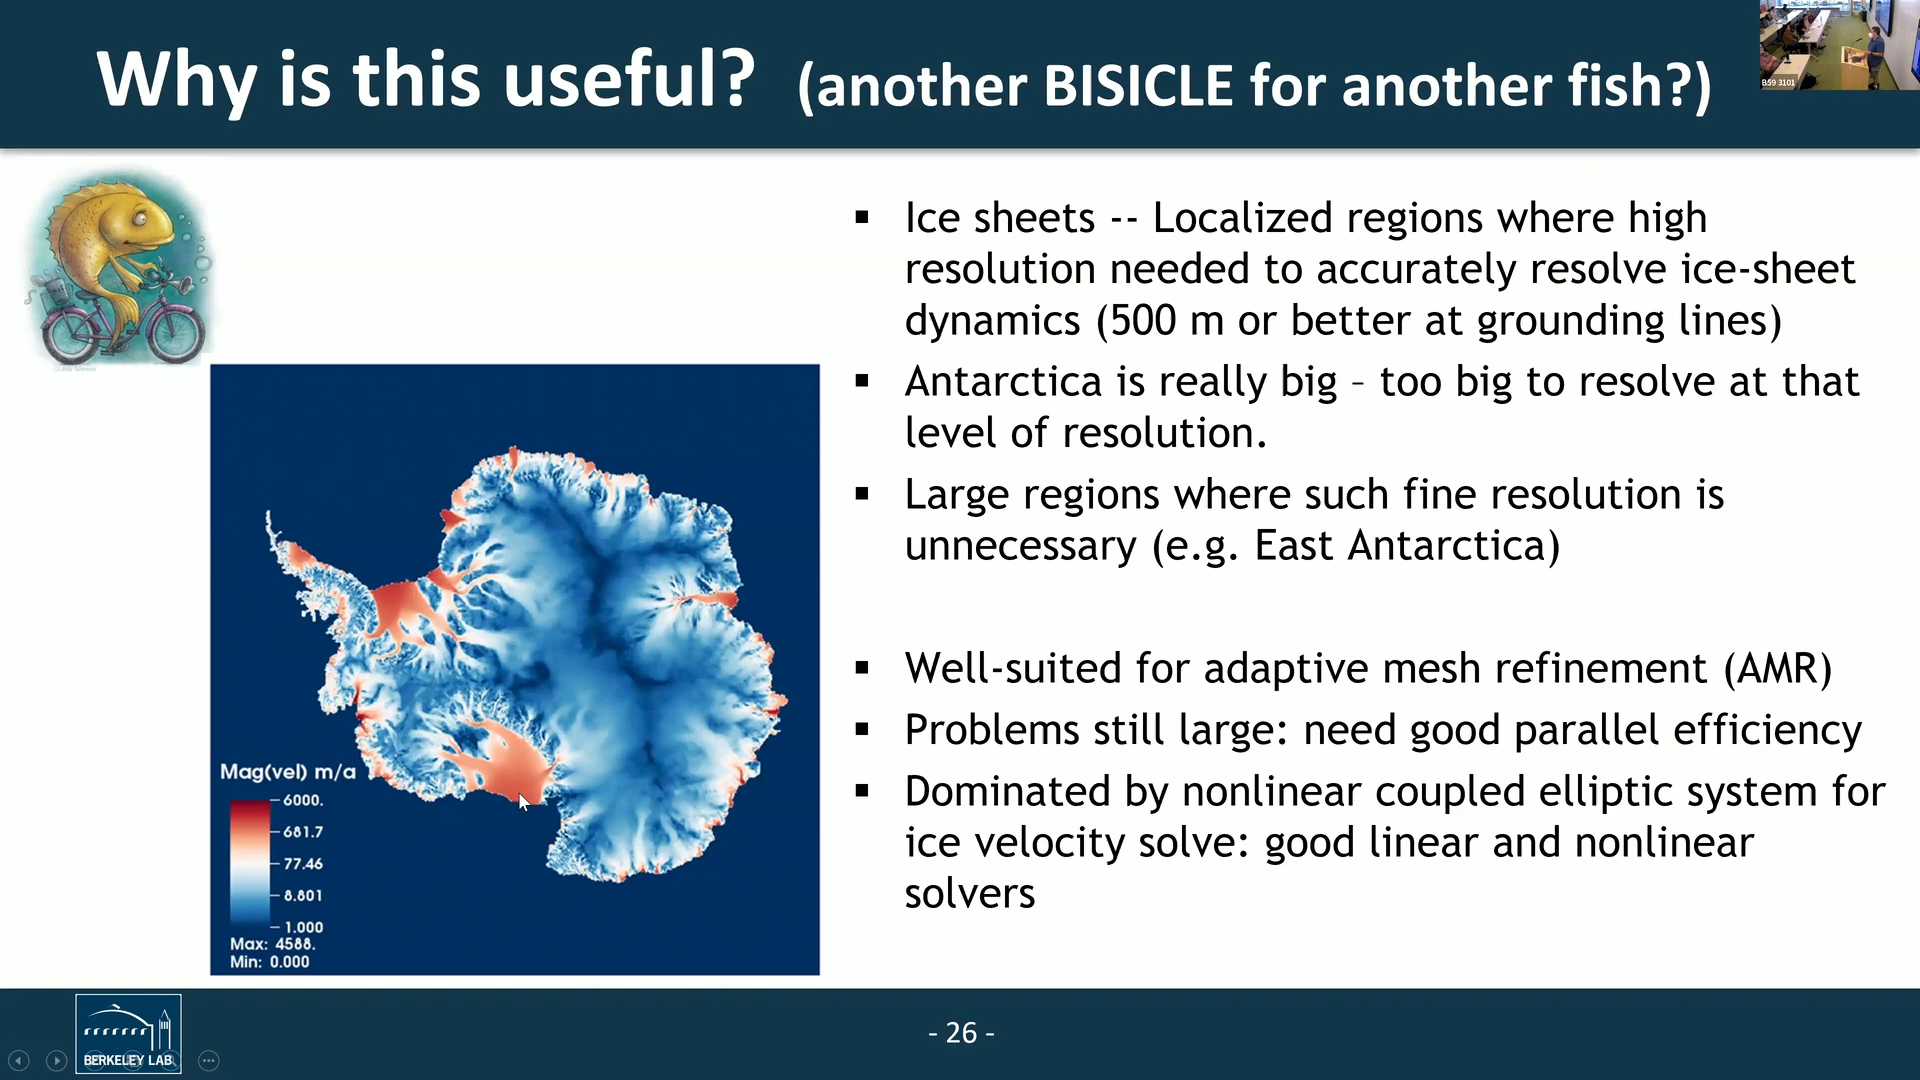 Why is this useful? (another BISICLE for another fish?)
B59 3101
▪ Ice sheets -- Localized regions where high
resolution needed to accurately resolve ice-sheet
dynamics (500 m or better at grounding lines)
▪ Antarctica is really big – too big to resolve at that
level of resolution.
▪ Large regions where such fine resolution is
unnecessary (e.g. East Antarctica)
▪ Well-suited for adaptive mesh refinement (AMR)
▪ Problems still large: need good parallel efficiency
▪ Dominated by nonlinear coupled elliptic system for
ice velocity solve: good linear and nonlinear
solvers
Mag(vel) m/a
6000.
681.7
77.46
8.801
1.000
Max: 4588.
Min: 0.000
BERKELEY LAB
- 26 -